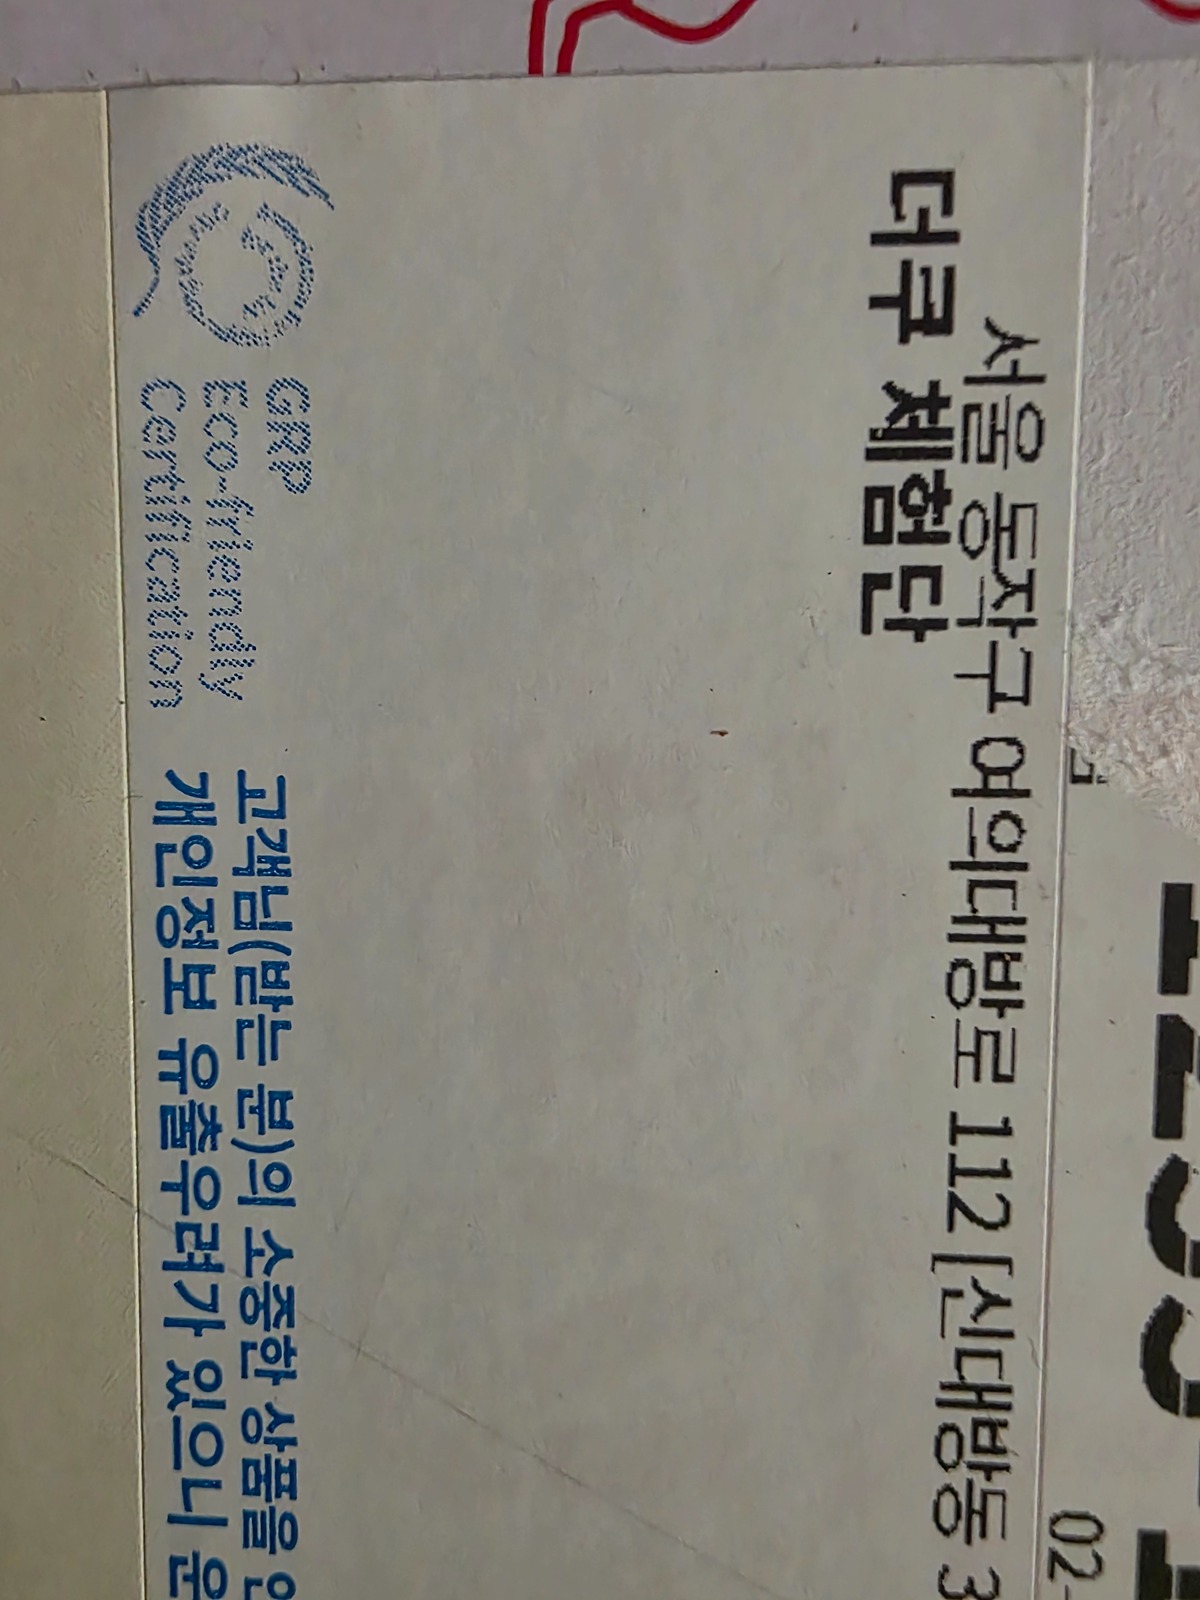 02-
서울 동작구 여의대방로 112 [신대방동 3
더쿠 체험단
GRP
Eco-friendly
Certification
고객님(받는 분)의 소중한 상품을
개인정보 유출우려가 있으니